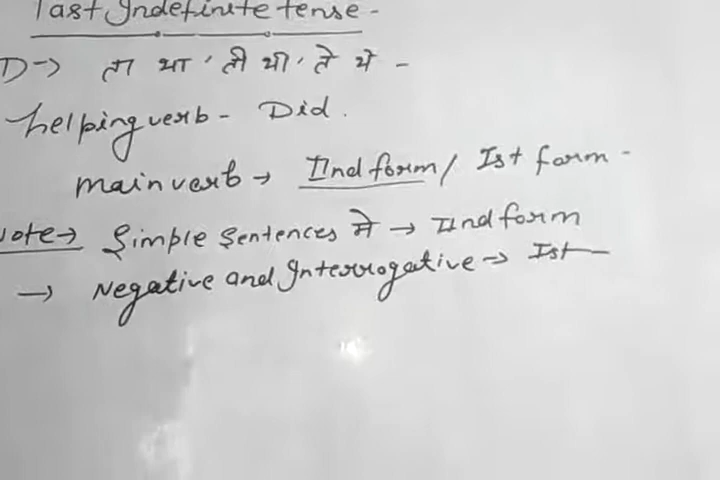 Past Indefinite tense -
D-> ता था, ती थी, ते थे -
helping verb - Did.
main verb -> IInd form / Ist form -
Note-> Simple Sentences मे -> IInd form
-> Negative and Interrogative -> Ist